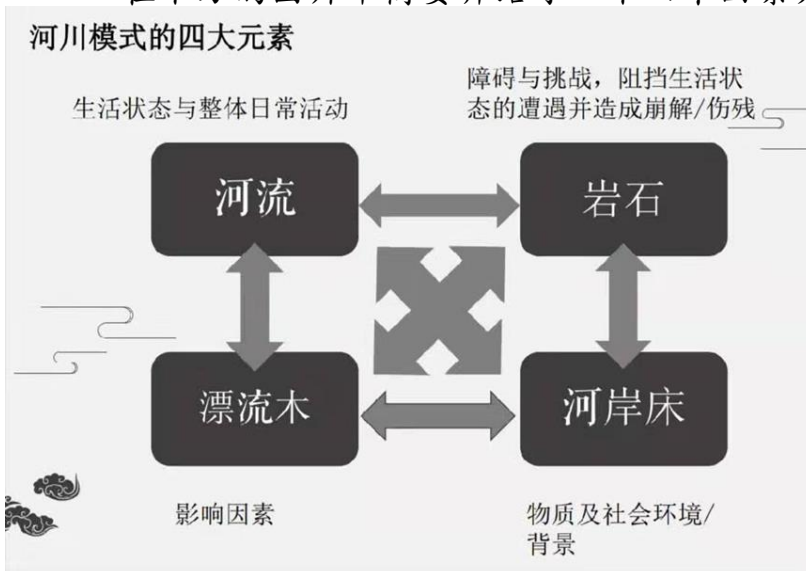 河川模式的四大元素
生活状态与整体日常活动
障碍与挑战，阻挡生活状
态的遭遇并造成崩解/伤残
河流
岩石
漂流木
河岸床
影响因素
物质及社会环境/
背景